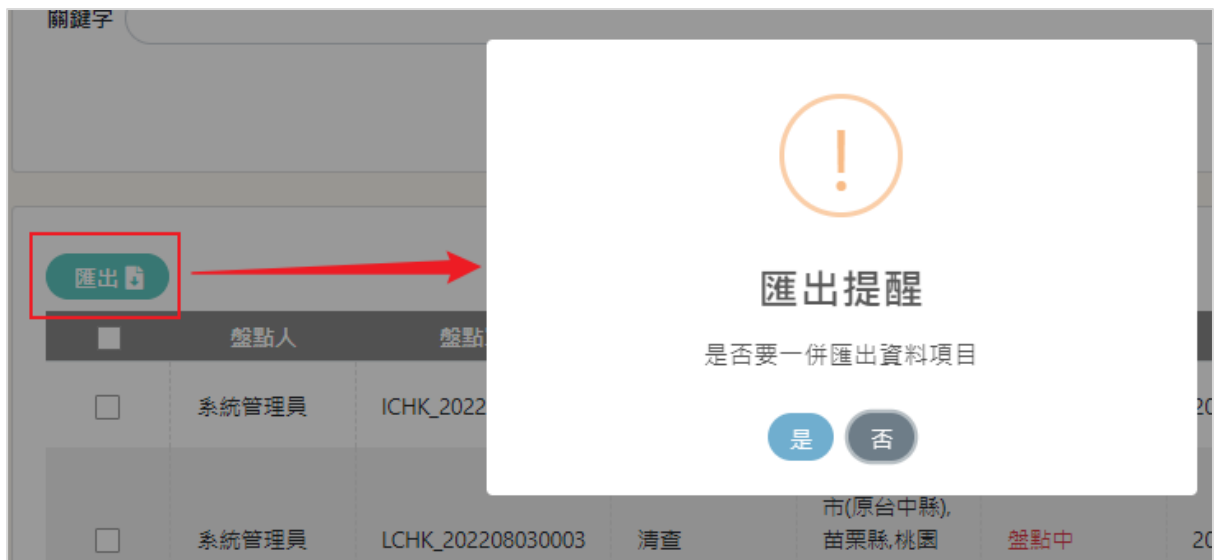 關鍵字
匯出
匯出提醒
是否要一併匯出資料項目
是 否
盤點人 盤點
系統管理員 ICHK_2022 20
市(原台中縣),
系統管理員 LCHK_202208030003 清查 苗栗縣,桃園 盤點中 20